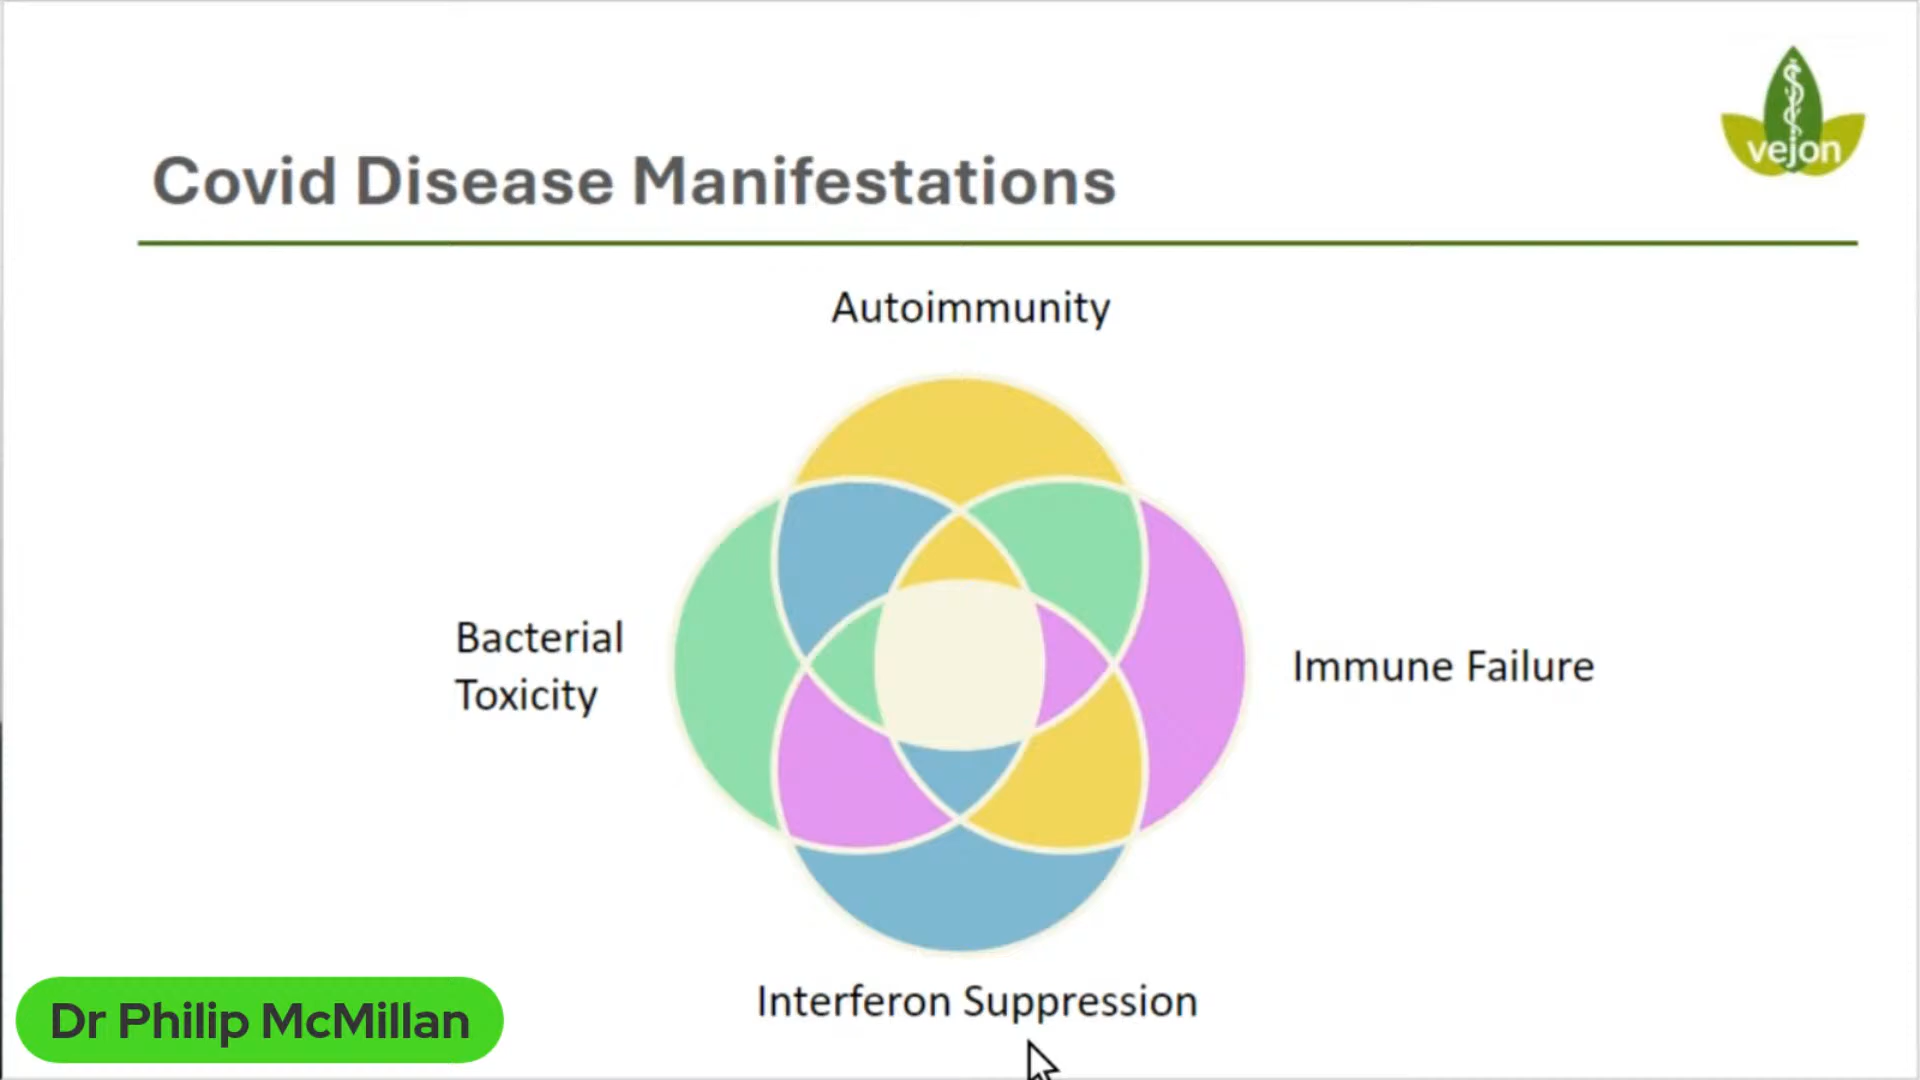 vejon
Covid Disease Manifestations
Autoimmunity
Bacterial
Toxicity
Immune Failure
Interferon Suppression
Dr Philip McMillan